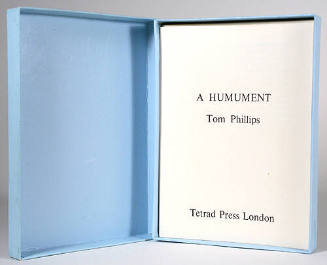 A HUMUMENT
Tom Phillips
Tetrad Press London